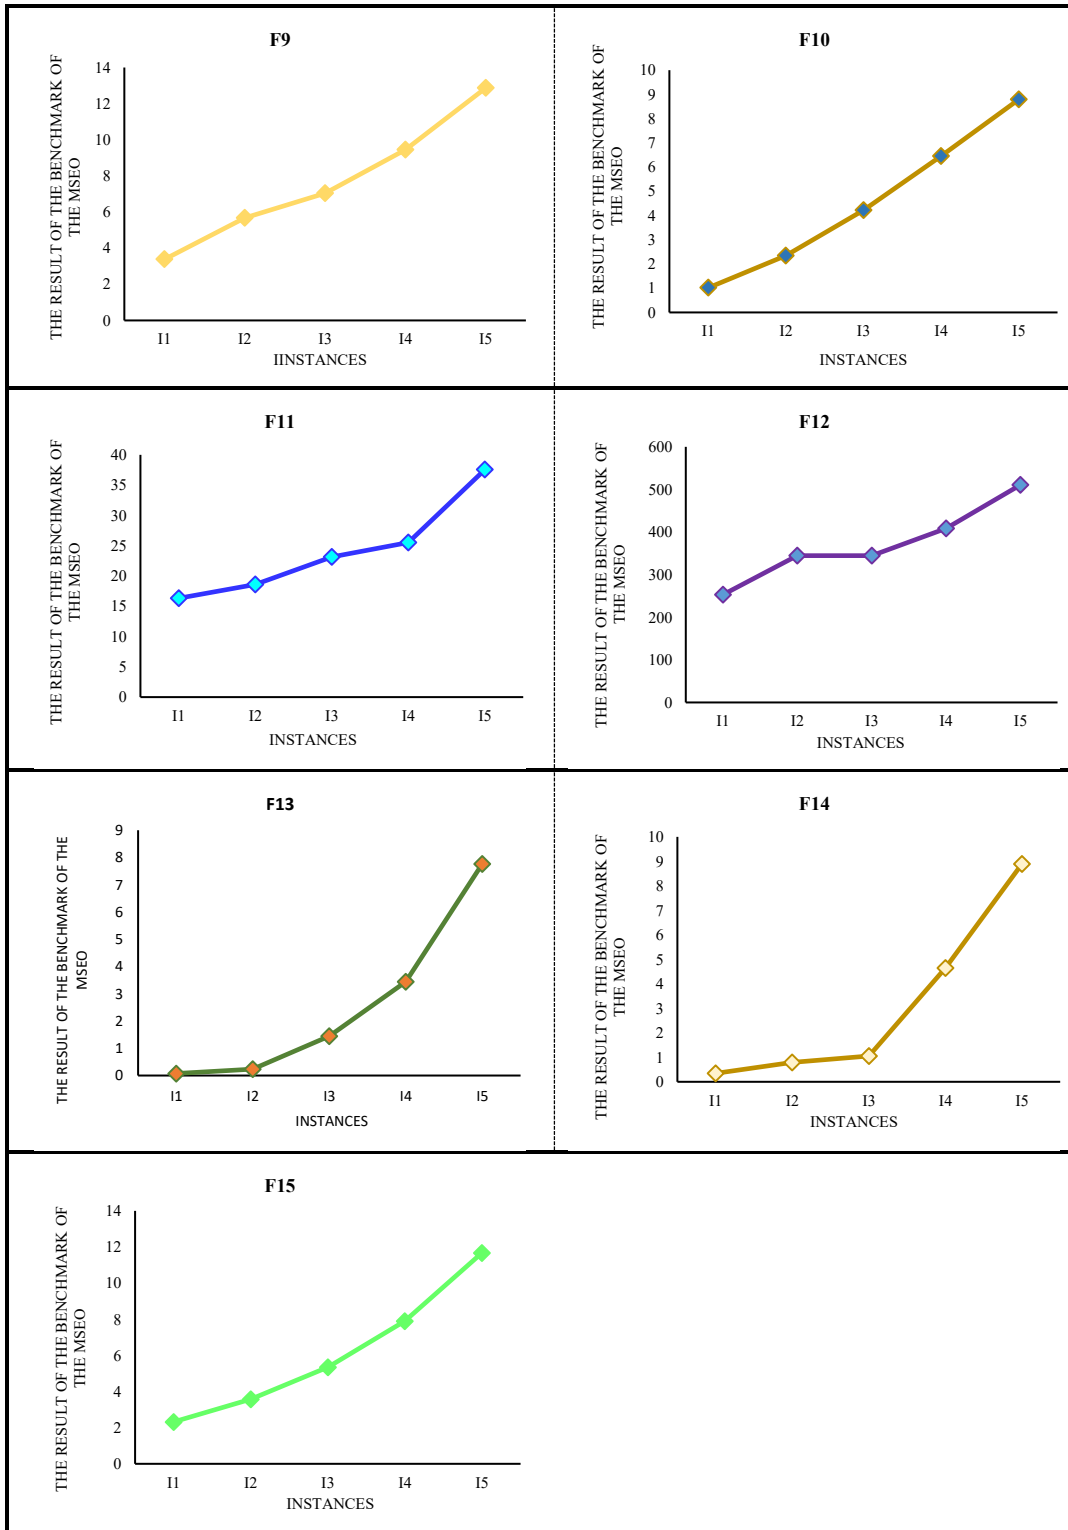 F9
THE RESULT OF THE BENCHMARK OF
THE MSEO
14
12
10
8
6
4
2
0
I1 I2 I3 I4 I5
IINSTANCES
F10
THE RESULT OF THE BENCHMARK OF
THE MSEO
10
9
8
7
6
5
4
3
2
1
0
I1 I2 I3 I4 I5
INSTANCES
F11
THE RESULT OF THE BENCHMARK OF
THE MSEO
40
35
30
25
20
15
10
5
0
I1 I2 I3 I4 I5
INSTANCES
F12
THE RESULT OF THE BENCHMARK OF
THE MSEO
600
500
400
300
200
100
0
I1 I2 I3 I4 I5
INSTANCES
F13
THE RESULT OF THE BENCHMARK OF THE
MSEO
9
8
7
6
5
4
3
2
1
0
I1 I2 I3 I4 I5
INSTANCES
F14
THE RESULT OF THE BENCHMARK OF
THE MSEO
10
9
8
7
6
5
4
3
2
1
0
I1 I2 I3 I4 I5
INSTANCES
F15
THE RESULT OF THE BENCHMARK OF
THE MSEO
14
12
10
8
6
4
2
0
I1 I2 I3 I4 I5
INSTANCES